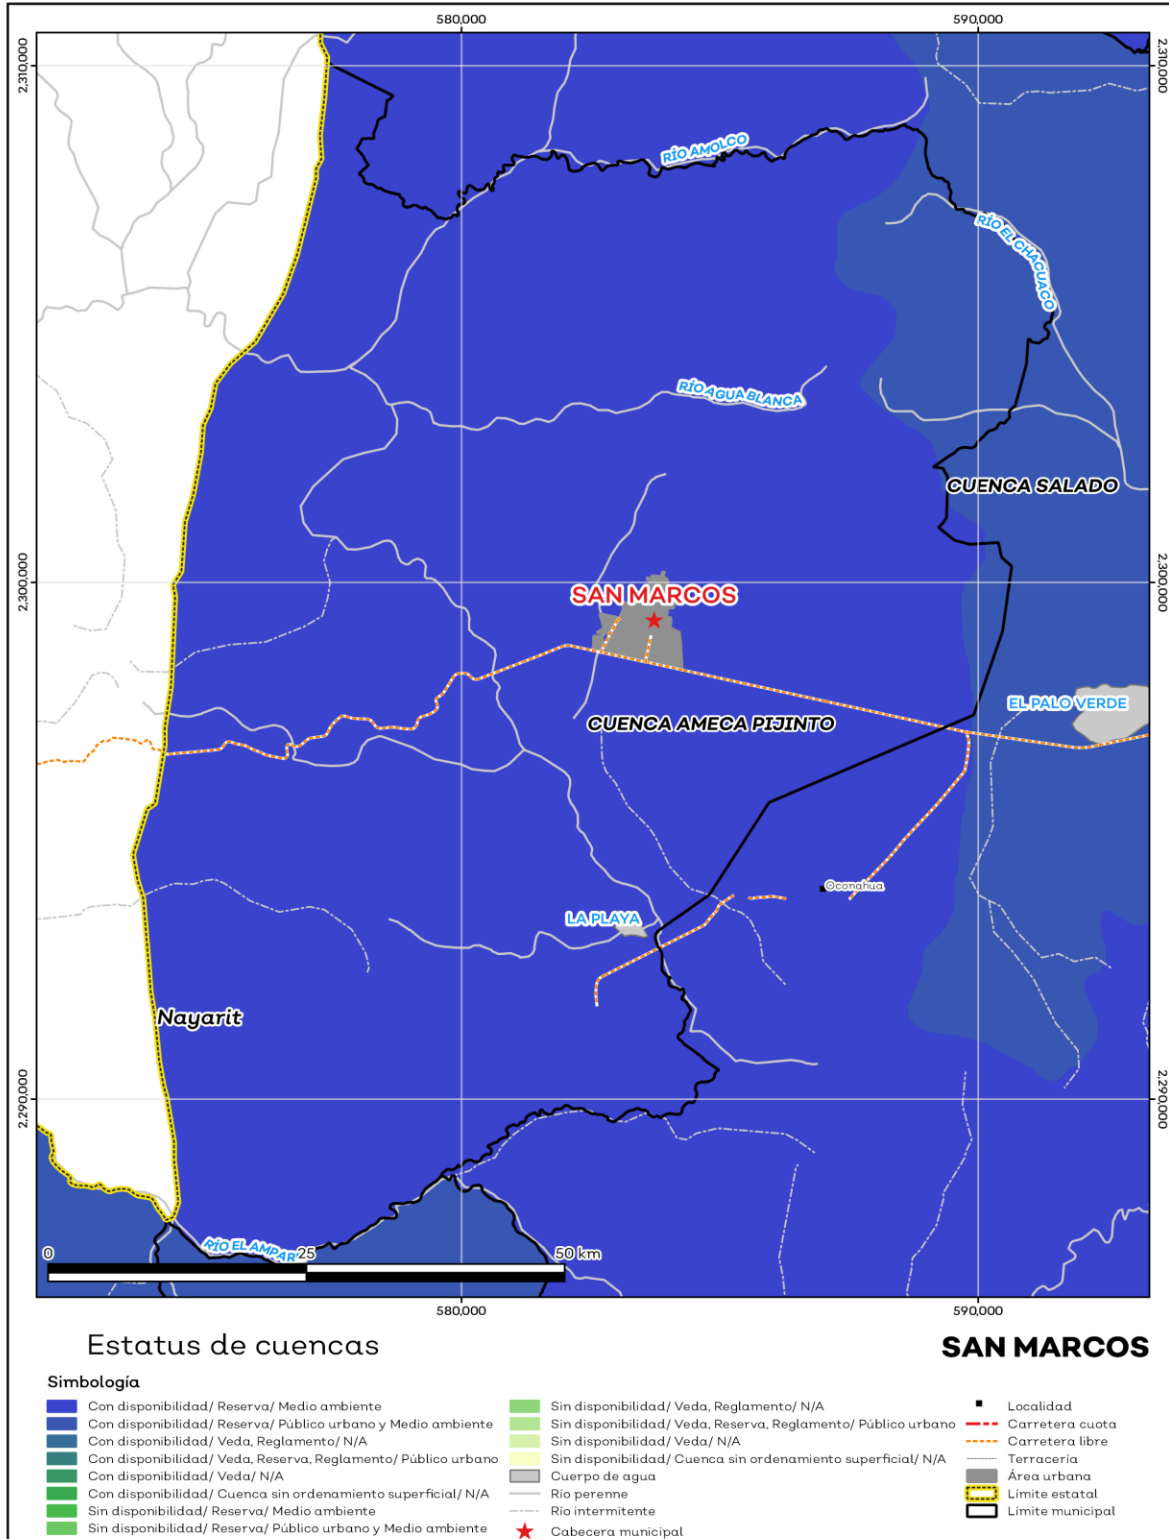 580,000
590,000
2,310,000
2,310,000
RÍO AMOLCO
RÍO EL CHACUACO
RÍO AGUA BLANCA
CUENCA SALADO
2,300,000
2,300,000
SAN MARCOS
EL PALO VERDE
CUENCA AMECA PIJINTO
Oconahua
LA PLAYA
Nayarit
2,290,000
2,290,000
RÍO EL AMPAR
0
25
50 km
580,000
590,000
Estatus de cuencas
SAN MARCOS
Simbología
Con disponibilidad/ Reserva/ Medio ambiente
Con disponibilidad/ Reserva/ Público urbano y Medio ambiente
Con disponibilidad/ Veda, Reglamento/ N/A
Con disponibilidad/ Veda, Reserva, Reglamento/ Público urbano
Con disponibilidad/ Veda/ N/A
Con disponibilidad/ Cuenca sin ordenamiento superficial/ N/A
Sin disponibilidad/ Reserva/ Medio ambiente
Sin disponibilidad/ Reserva/ Público urbano y Medio ambiente
Sin disponibilidad/ Veda, Reglamento/ N/A
Sin disponibilidad/ Veda, Reserva, Reglamento/ Público urbano
Sin disponibilidad/ Veda/ N/A
Sin disponibilidad/ Cuenca sin ordenamiento superficial/ N/A
Cuerpo de agua
Río perenne
Río intermitente
Cabecera municipal
Localidad
Carretera cuota
Carretera libre
Terracería
Área urbana
Límite estatal
Límite municipal